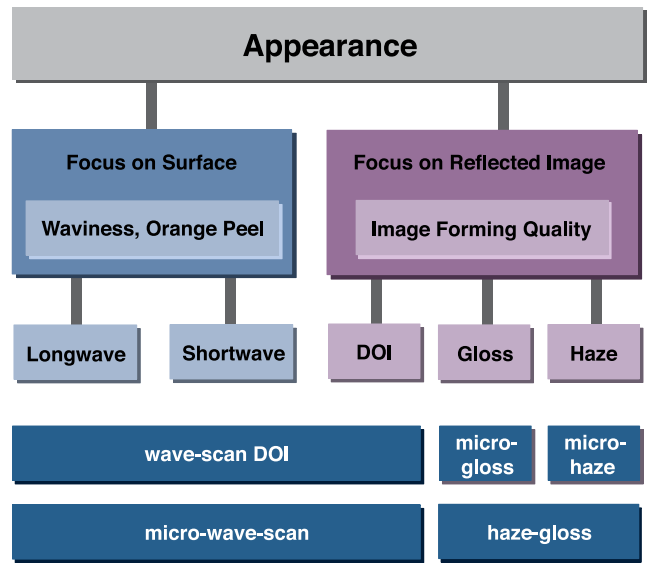 Appearance
Focus on Surface
Waviness, Orange Peel
Focus on Reflected Image
Image Forming Quality
Longwave
Shortwave
DOI
Gloss
Haze
wave-scan DOI
micro-
gloss
micro-
haze
micro-wave-scan
haze-gloss